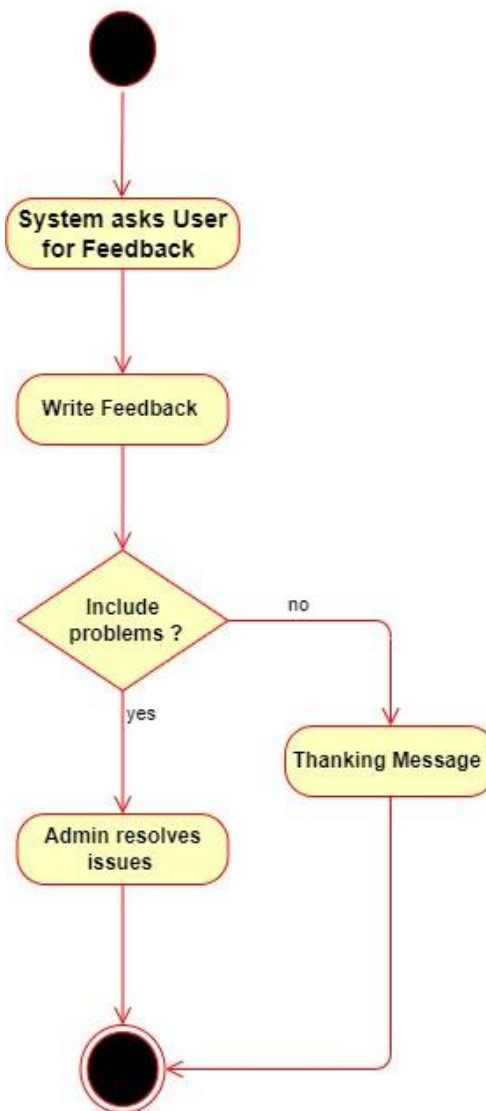 System asks User
for Feedback
Write Feedback
Include
problems ?
no
yes
Thanking Message
Admin resolves
issues